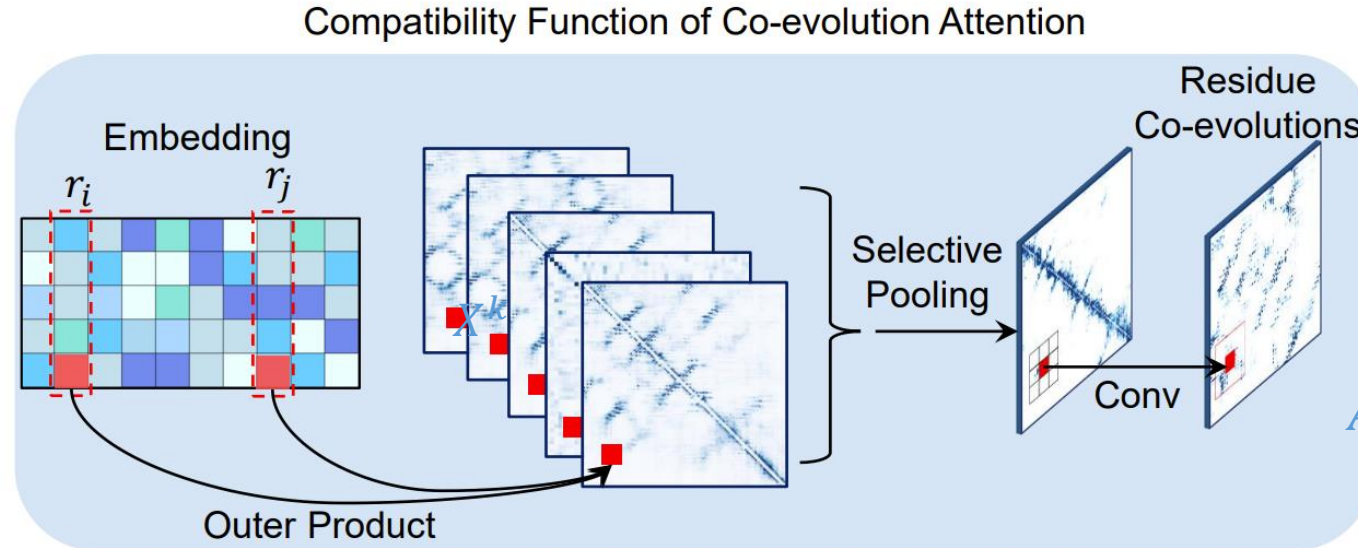 Compatibility Function of Co-evolution Attention
Residue
Co-evolutions
Embedding
r_i
r_j
X^k
Selective
Pooling
Conv
Outer Product